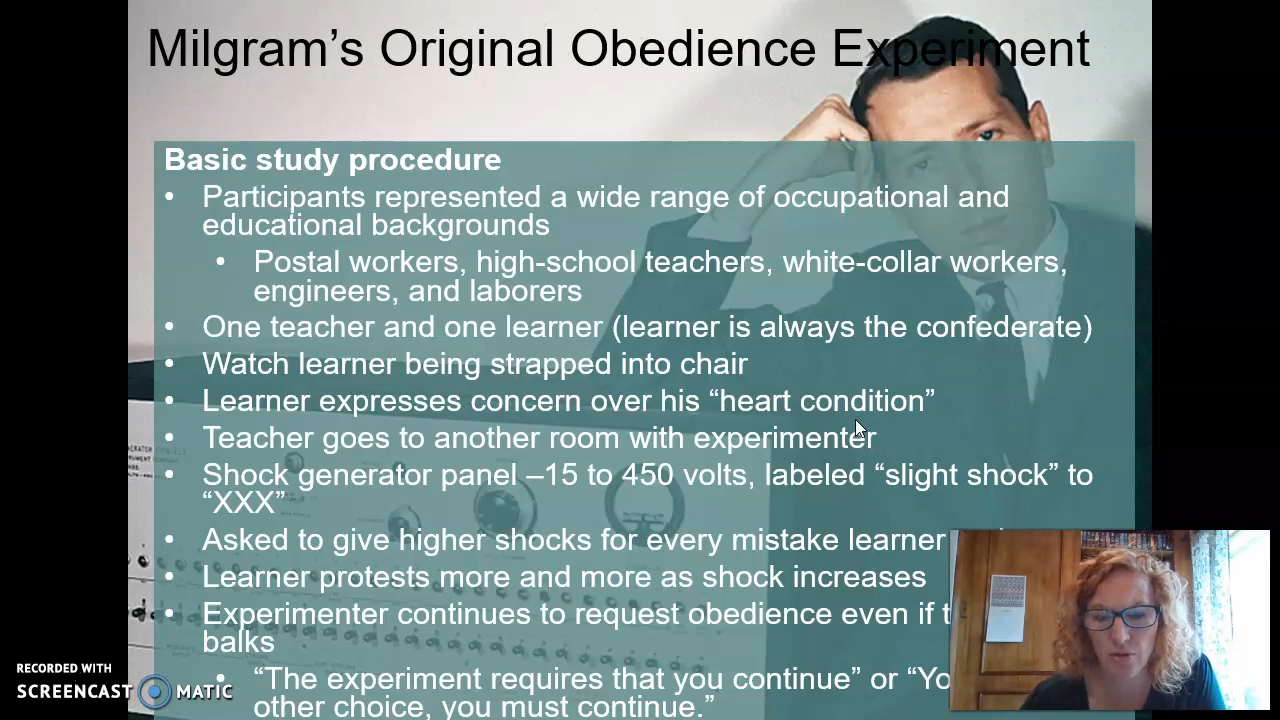 Milgram’s Original Obedience Experiment
Basic study procedure
• Participants represented a wide range of occupational and
educational backgrounds
• Postal workers, high-school teachers, white-collar workers,
engineers, and laborers
• One teacher and one learner (learner is always the confederate)
• Watch learner being strapped into chair
• Learner expresses concern over his “heart condition”
• Teacher goes to another room with experimenter
• Shock generator panel –15 to 450 volts, labeled “slight shock” to
“XXX”
• Asked to give higher shocks for every mistake learner
• Learner protests more and more as shock increases
• Experimenter continues to request obedience even if
balks
• “The experiment requires that you continue” or
other choice, you must continue.”
RECORDED WITH
SCREENCAST MATIC